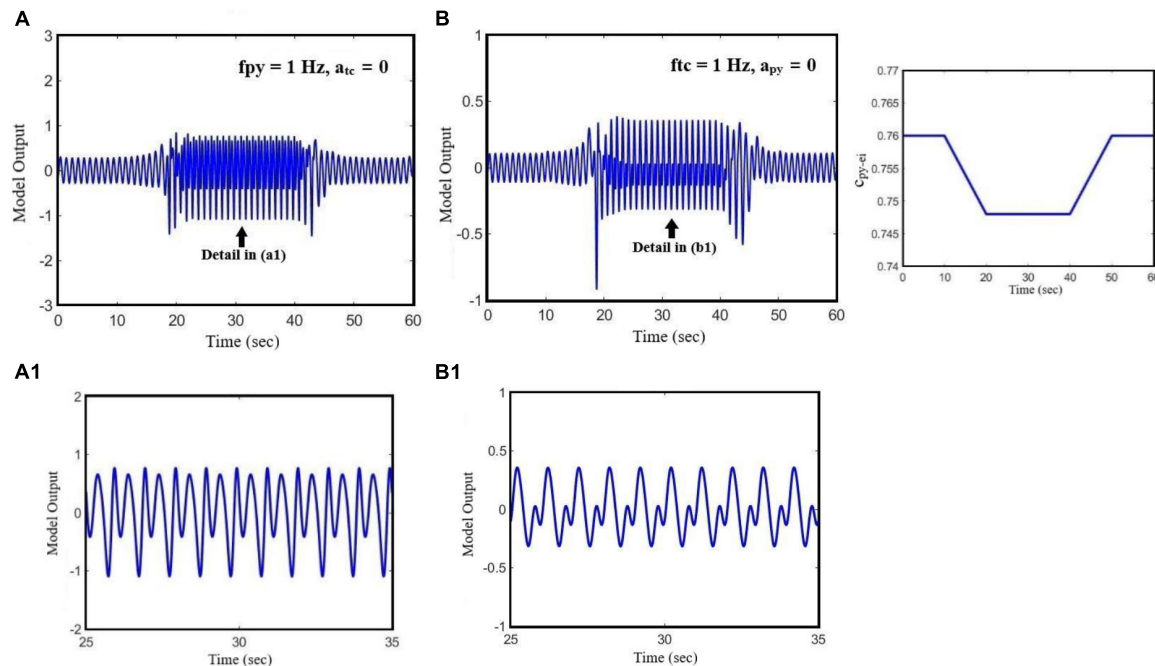 A
3
2
1
0
-1
-2
-3
0 10 20 30 40 50 60
Model Output
Time (sec)
fpy = 1 Hz, atc = 0
Detail in (a1)
B
1
0.5
0
-0.5
-1
0 10 20 30 40 50 60
Model Output
Time (sec)
ftc = 1 Hz, apy = 0
Detail in (b1)
0.77
0.765
0.76
0.755
0.75
0.745
0.74
0 10 20 30 40 50 60
cpy-ei
Time (sec)
A1
2
1
0
-1
-2
25 30 35
Model Output
Time (sec)
B1
1
0.5
0
-0.5
-1
25 30 35
Model Output
Time (sec)